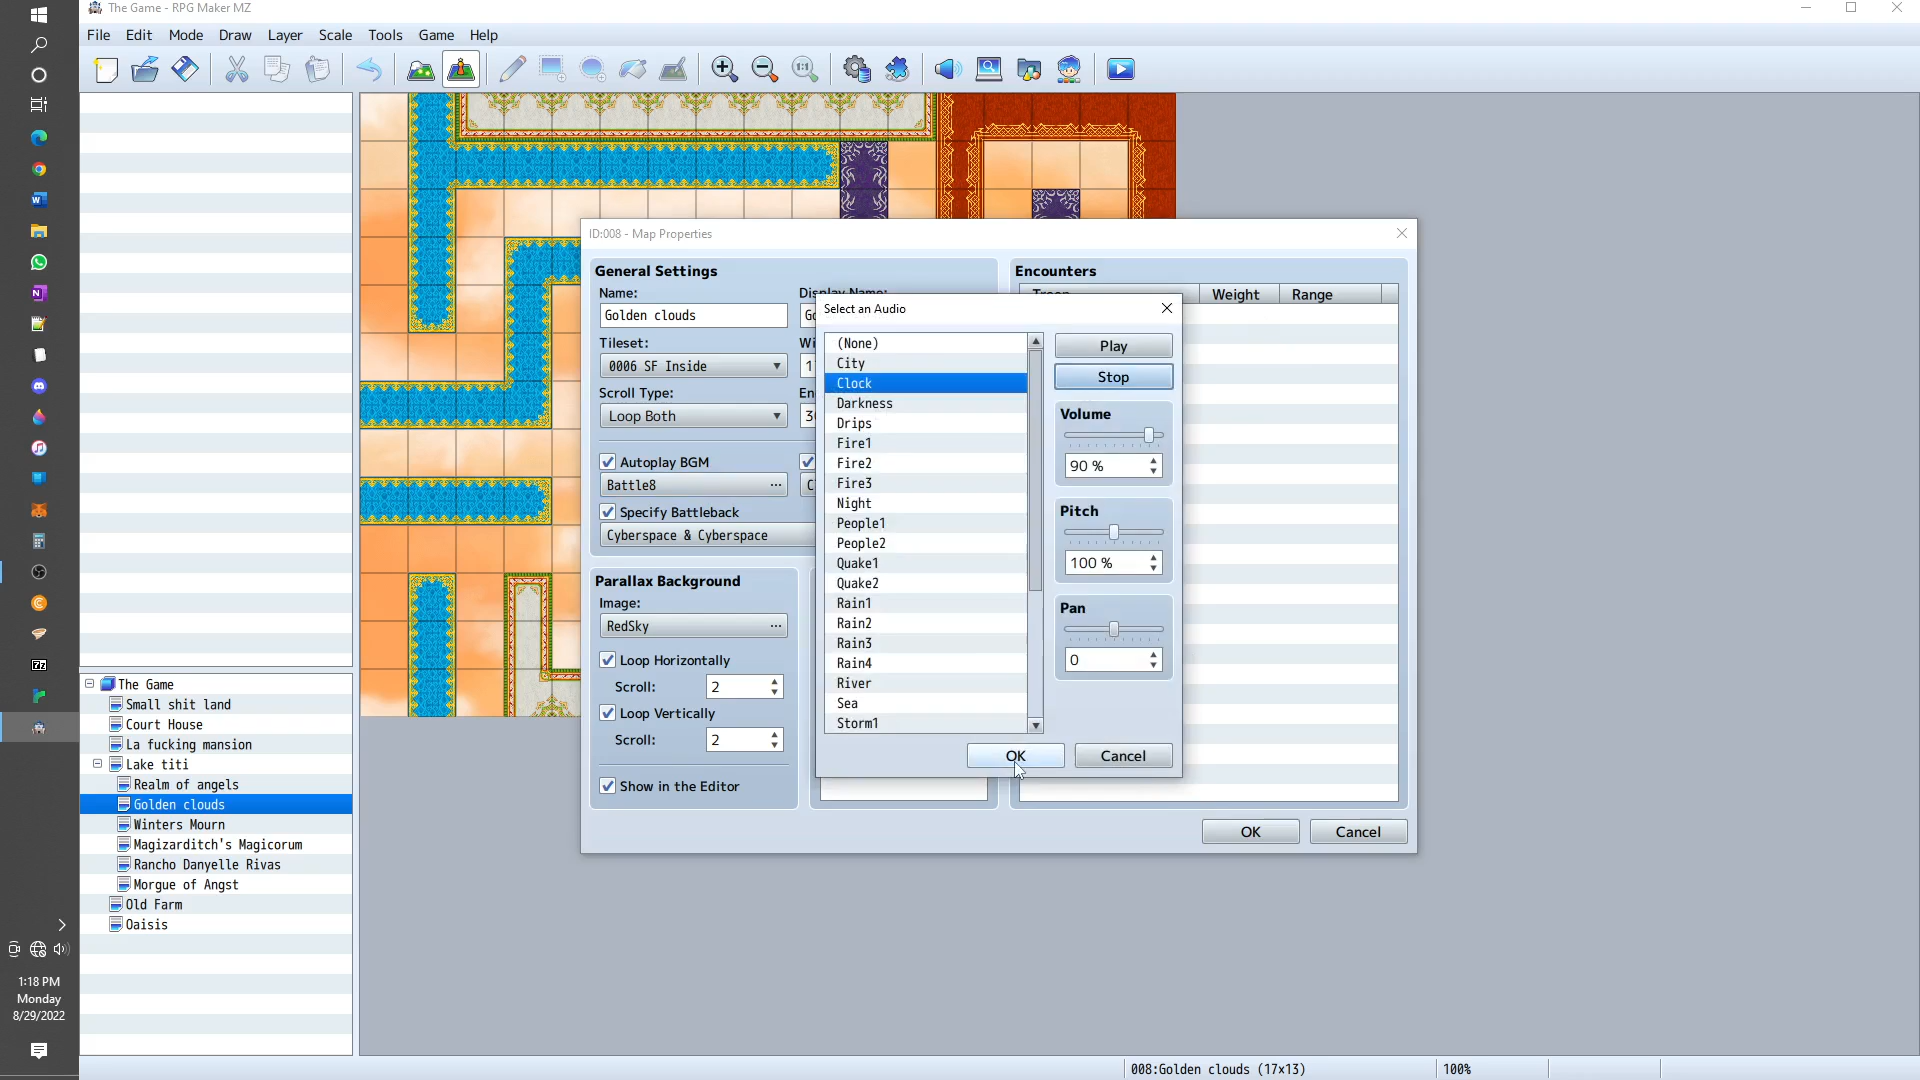 The Game - RPG Maker MZ
File Edit Mode Draw Layer Scale Tools Game Help
ID:008 - Map Properties
General Settings
Name:
Display Name:
Golden clouds
Tileset:
0006 SF Inside
Scroll Type:
Loop Both
Autoplay BGM
Battle8
Specify Battleback
Cyberspace & Cyberspace
Parallax Background
Image:
RedSky
Loop Horizontally
Scroll: 2
Loop Vertically
Scroll: 2
Show in the Editor
Encounters
Weight Range
OK Cancel
Select an Audio
(None)
City
Clock
Darkness
Drips
Fire1
Fire2
Fire3
Night
People1
People2
Quake1
Quake2
Rain1
Rain2
Rain3
Rain4
River
Sea
Storm1
Play
Stop
Volume
90 %
Pitch
100 %
Pan
0
OK Cancel
The Game
Small shit land
Court House
La fucking mansion
Lake titi
Realm of angels
Golden clouds
Winters Mourn
Magizarditch's Magicorum
Rancho Danyelle Rivas
Morgue of Angst
Old Farm
Oaisis
1:18 PM
Monday
8/29/2022
008:Golden clouds (17×13) 100%